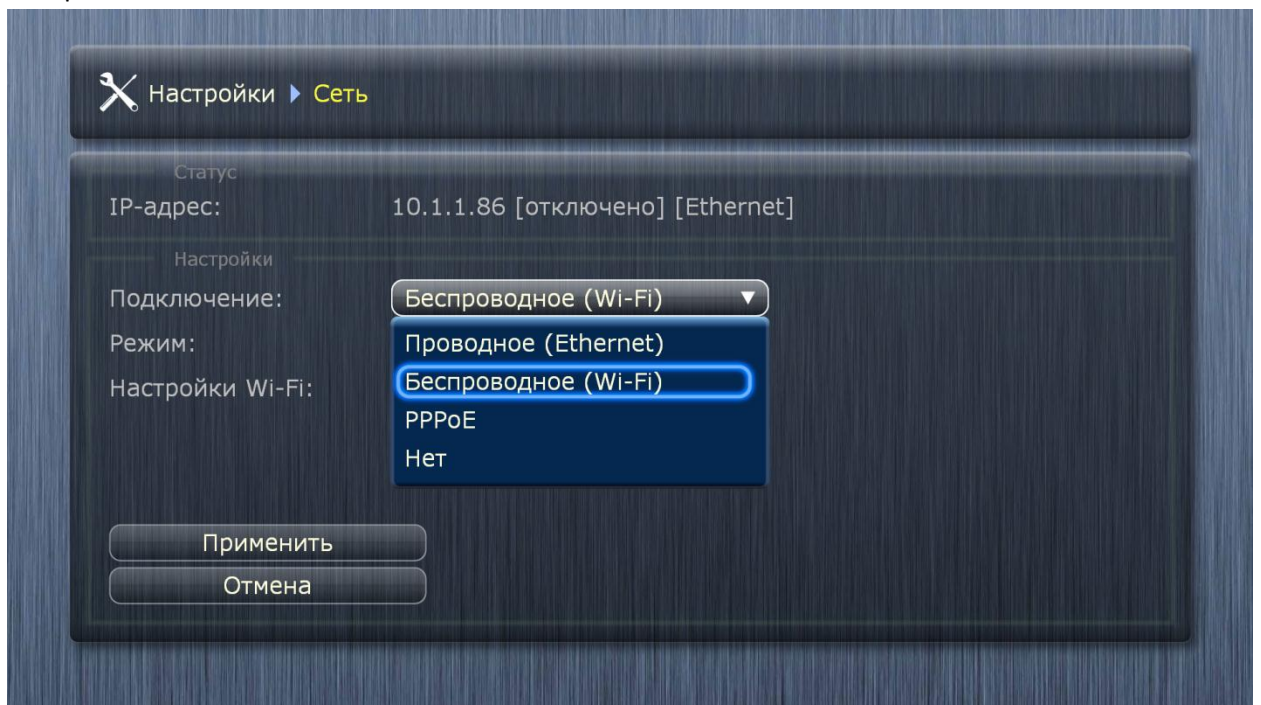 Настройки ▶ Сеть
Статус
IP-адрес: 10.1.1.86 [отключено] [Ethernet]
Настройки
Подключение: Беспроводное (Wi-Fi) ▼
Режим: Проводное (Ethernet)
Настройки Wi-Fi: Беспроводное (Wi-Fi)
PPPoE
Нет
Применить
Отмена